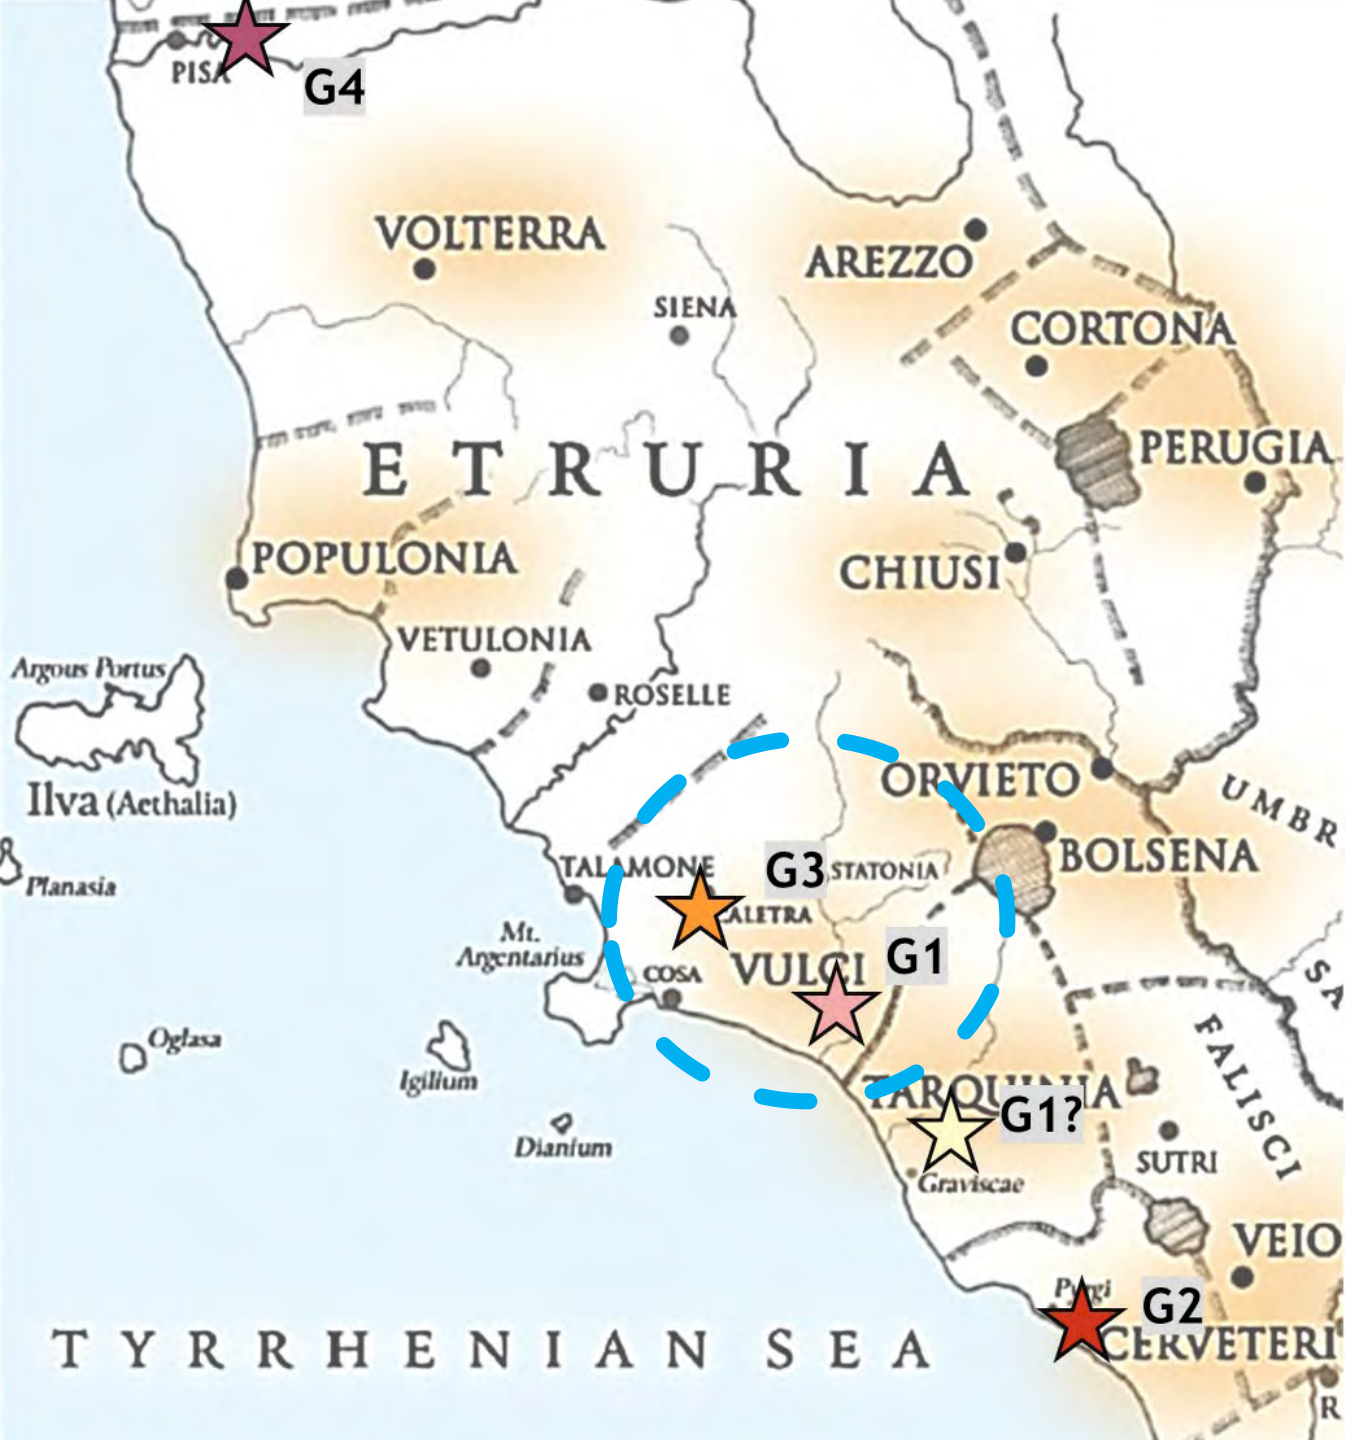 PISA
G4
VOLTERRA
AREZZO
SIENA
CORTONA
ETRURIA
PERUGIA
POPULONIA
CHIUSI
VETULONIA
Argous Portus
ROSELLE
ORVIETO
UMBR
Ilva (Aethalia)
BOLSENA
TALAMONE
G3
STATONIA
Planasia
CALETRA
Mt.
Argentarius
G1
COSA
VULCI
SA
Oglasa
Igilium
FALISCI
TARQUINIA
G1?
Dianium
SUTRI
Graviscae
VEIO
Pyrgi
G2
TYRRHENIAN SEA
CERVETERI
R